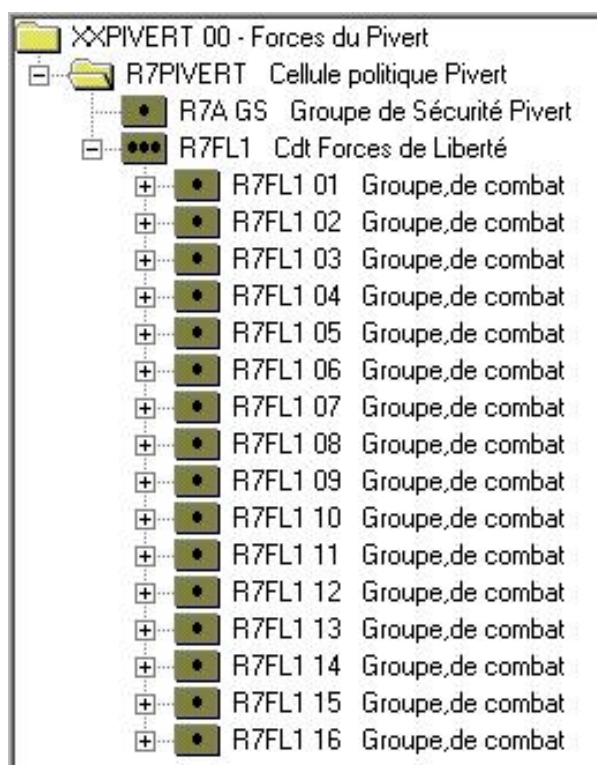 XXPIVERT 00 - Forces du Pivert
R7PIVERT Cellule politique Pivert
R7A GS Groupe de Sécurité Pivert
R7FL1 Cdt Forces de Liberté
R7FL1 01 Groupe,de combat
R7FL1 02 Groupe,de combat
R7FL1 03 Groupe,de combat
R7FL1 04 Groupe,de combat
R7FL1 05 Groupe,de combat
R7FL1 06 Groupe,de combat
R7FL1 07 Groupe,de combat
R7FL1 08 Groupe,de combat
R7FL1 09 Groupe,de combat
R7FL1 10 Groupe,de combat
R7FL1 11 Groupe,de combat
R7FL1 12 Groupe,de combat
R7FL1 13 Groupe,de combat
R7FL1 14 Groupe,de combat
R7FL1 15 Groupe,de combat
R7FL1 16 Groupe,de combat